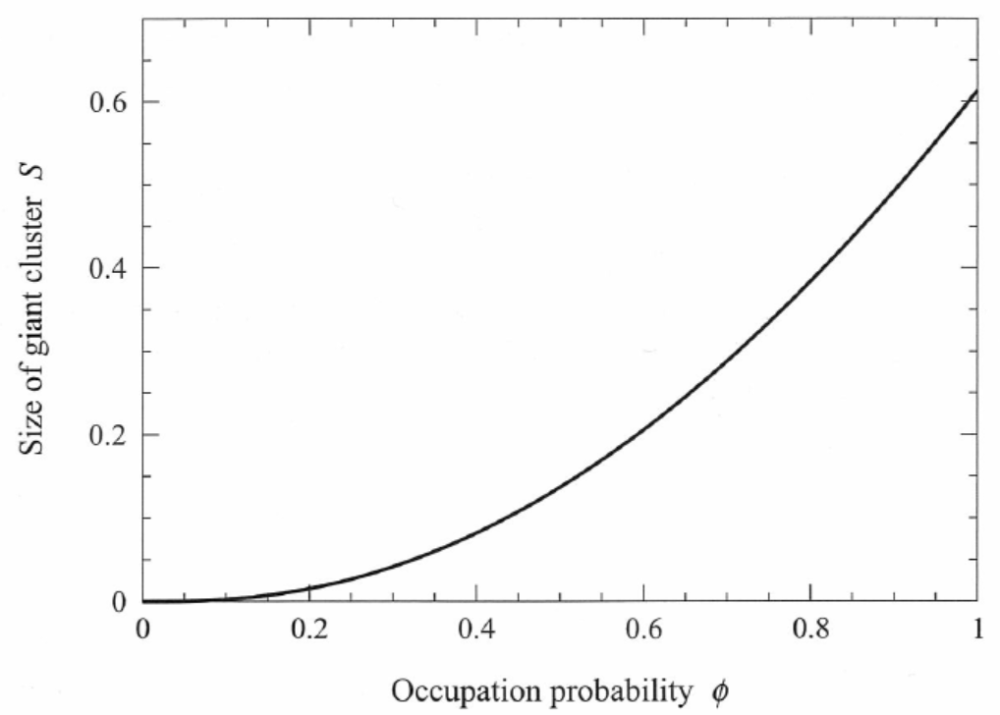 0.6
0.4
0.2
0
0 0.2 0.4 0.6 0.8 1
Size of giant cluster S
Occupation probability ϕ